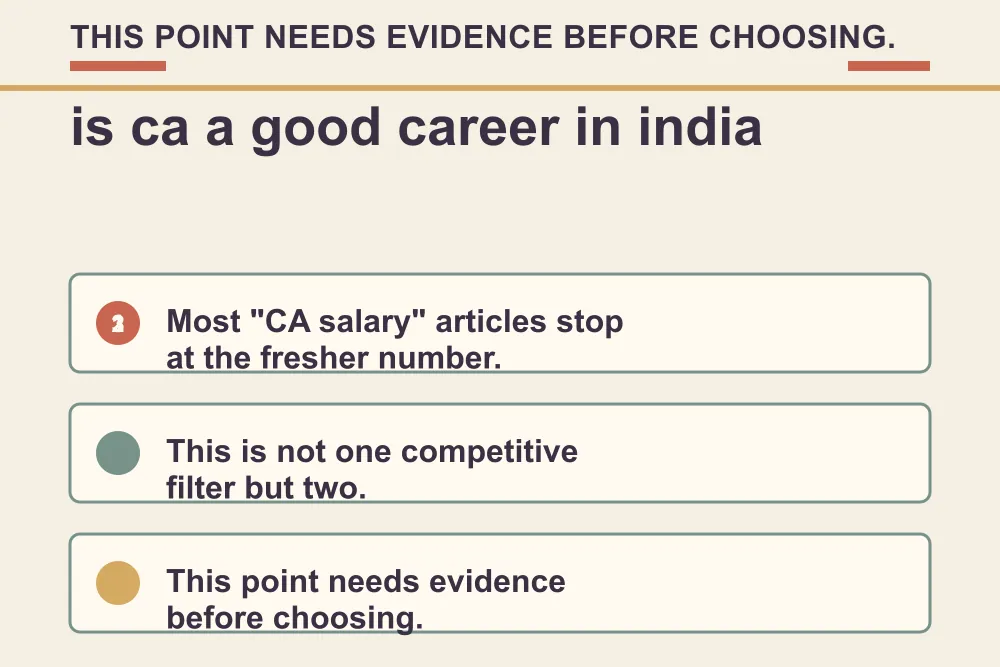 THIS POINT NEEDS EVIDENCE BEFORE CHOOSING.
is ca a good career in india
Most "CA salary" articles stop
at the fresher number.
This is not one competitive
filter but two.
This point needs evidence
before choosing.